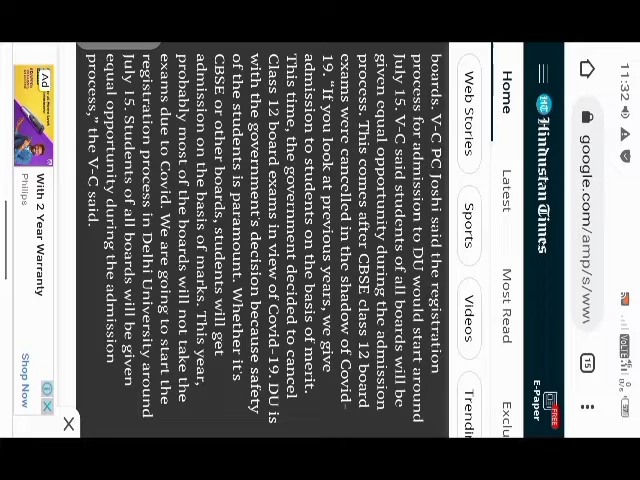 11:32
google.com/amp/s/ww
15
Hindustan Times
FREE
E-Paper
Home Latest Most Read Exclu
Web Stories Sports Videos Trendin
boards. V-C PC Joshi said the registration
process for admission to DU would start around
July 15. V-C said students of all boards will be
given equal opportunity during the admission
process. This comes after CBSE class 12 board
exams were cancelled in the shadow of Covid-
19. “If you look at previous years, we give
admission to students on the basis of merit.
This time, the government decided to cancel
Class 12 board exams in view of Covid-19. DU is
with the government's decision because safety
of the students is paramount. Whether it's
CBSE or other boards, students will get
admission on the basis of marks. This year,
probably most of the boards will not take the
exams due to Covid. We are going to start the
registration process in Delhi University around
July 15. Students of all boards will be given
equal opportunity during the admission
process,” the V-C said.
Ad
With 2 Year Warranty
Philips
Shop Now